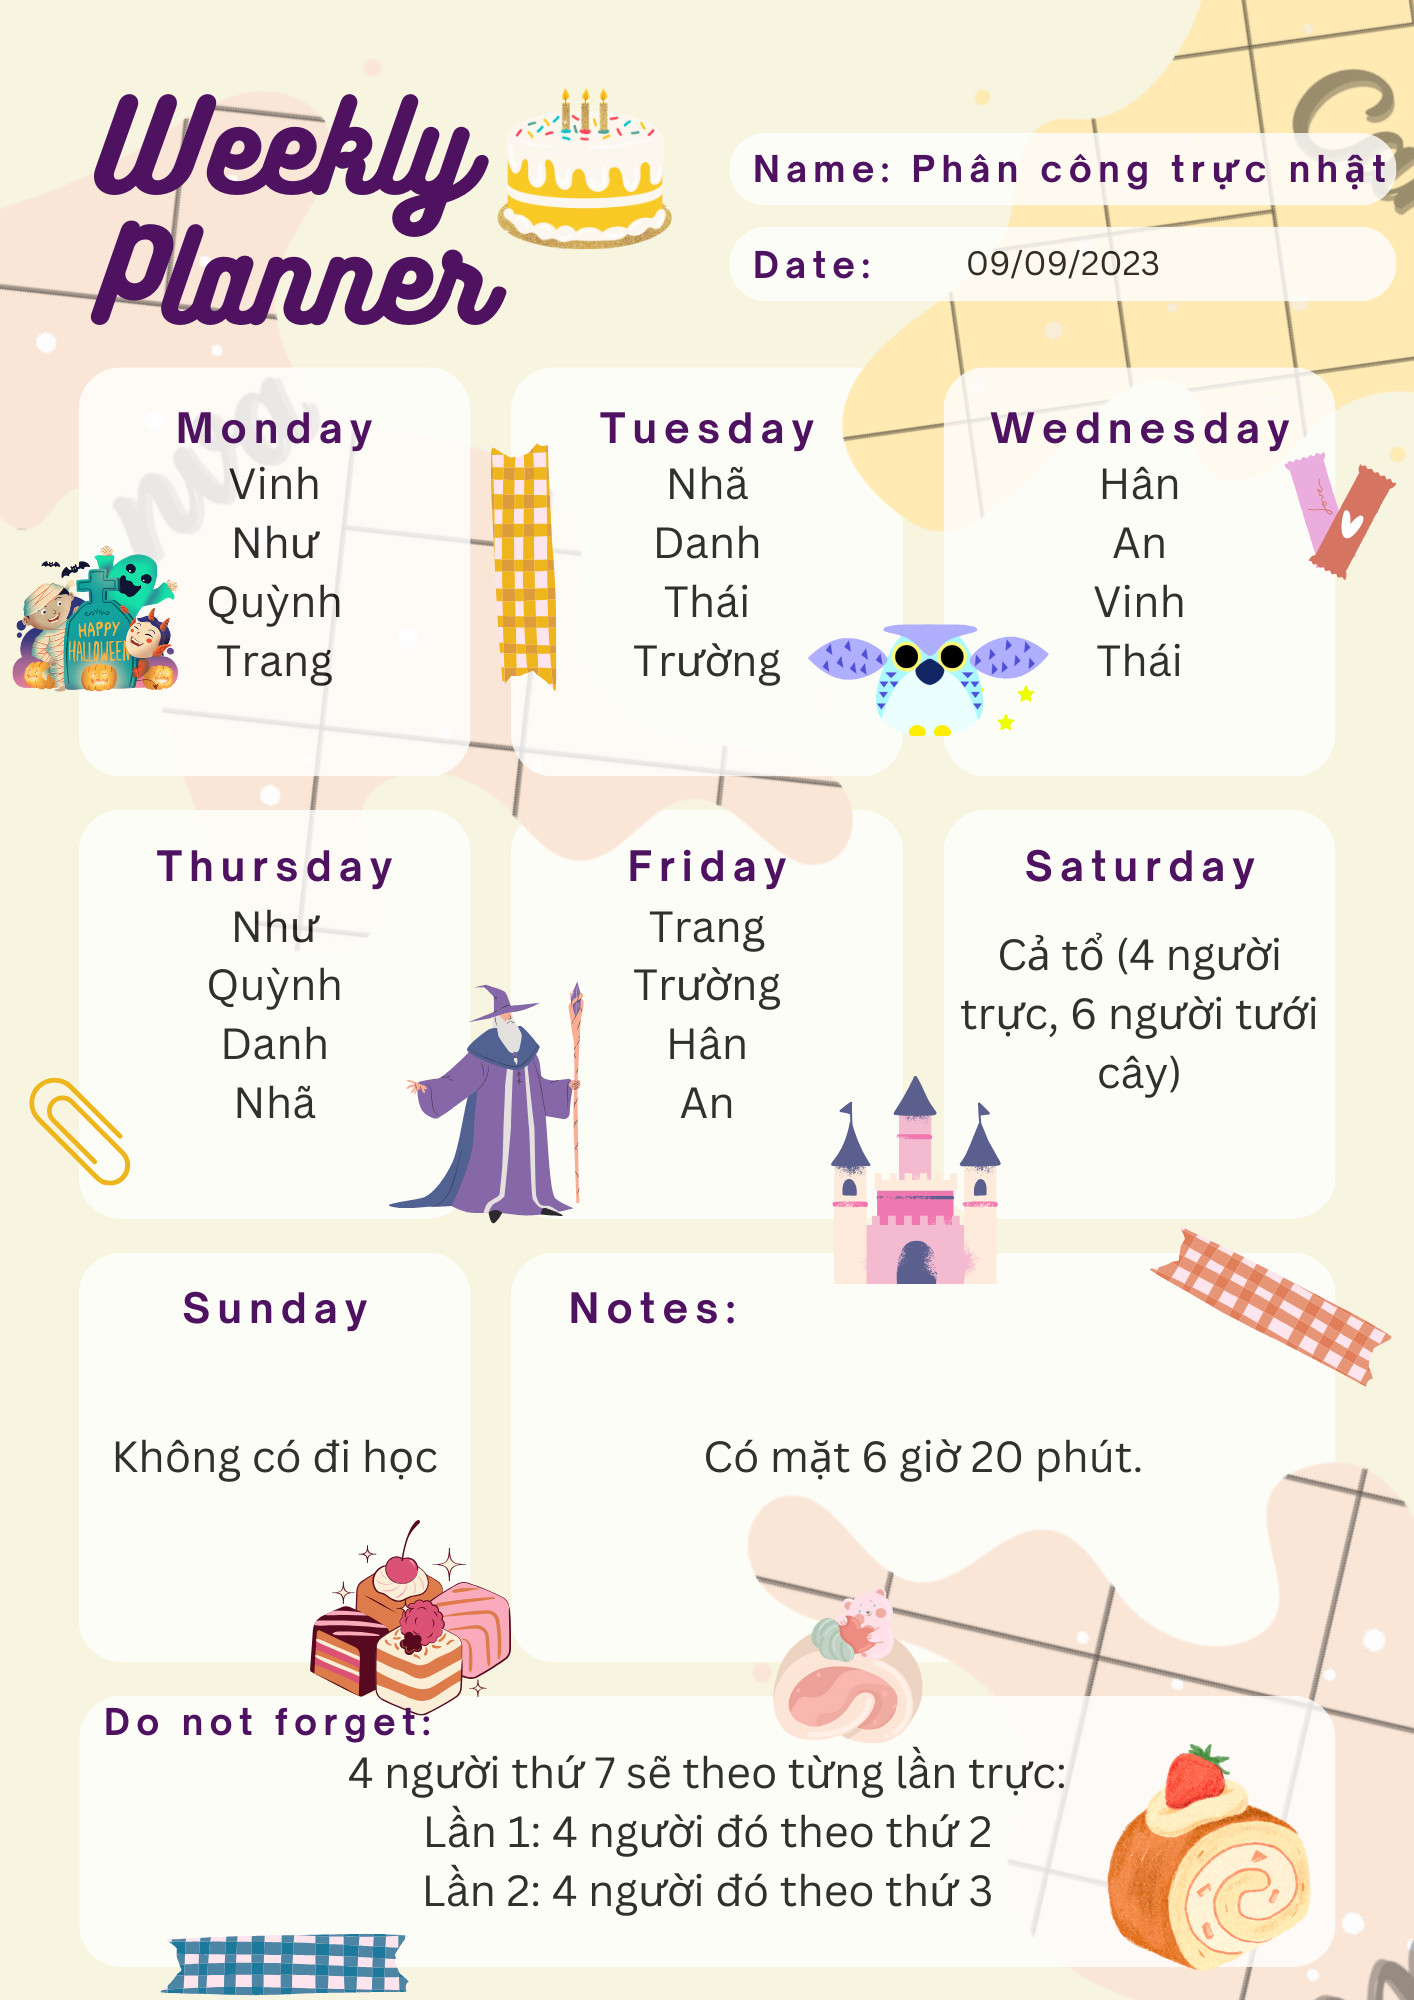 Weekly
Planner
Name: Phân công trực nhật
Date: 09/09/2023
Monday
Vinh
Như
Quỳnh
Trang
HAPPY
HALLOWEEN
Tuesday
Nhã
Danh
Thái
Trường
Wednesday
Hân
An
Vinh
Thái
Thursday
Như
Quỳnh
Danh
Nhã
Friday
Trang
Trường
Hân
An
Saturday
Cả tổ (4 người
trực, 6 người tưới
cây)
Sunday
Không có đi học
Notes:
Có mặt 6 giờ 20 phút.
Do not forget:
4 người thứ 7 sẽ theo từng lần trực:
Lần 1: 4 người đó theo thứ 2
Lần 2: 4 người đó theo thứ 3